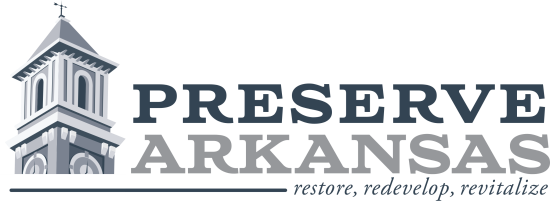 PRESERVE
ARKANSAS
restore, redevelop, revitalize